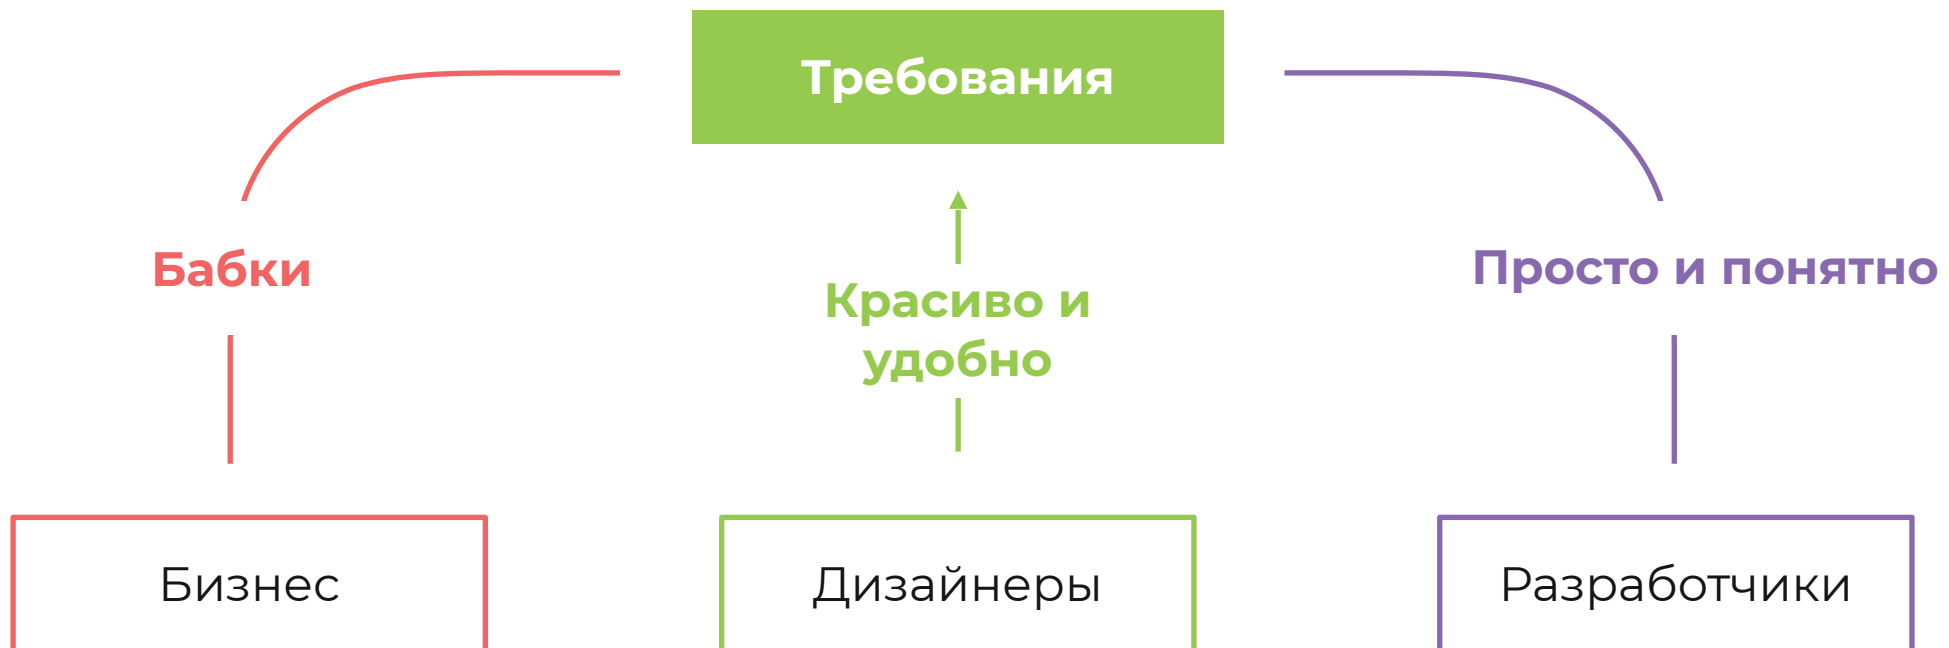 Требования
Бабки
Красиво и
удобно
Просто и понятно
Бизнес
Дизайнеры
Разработчики